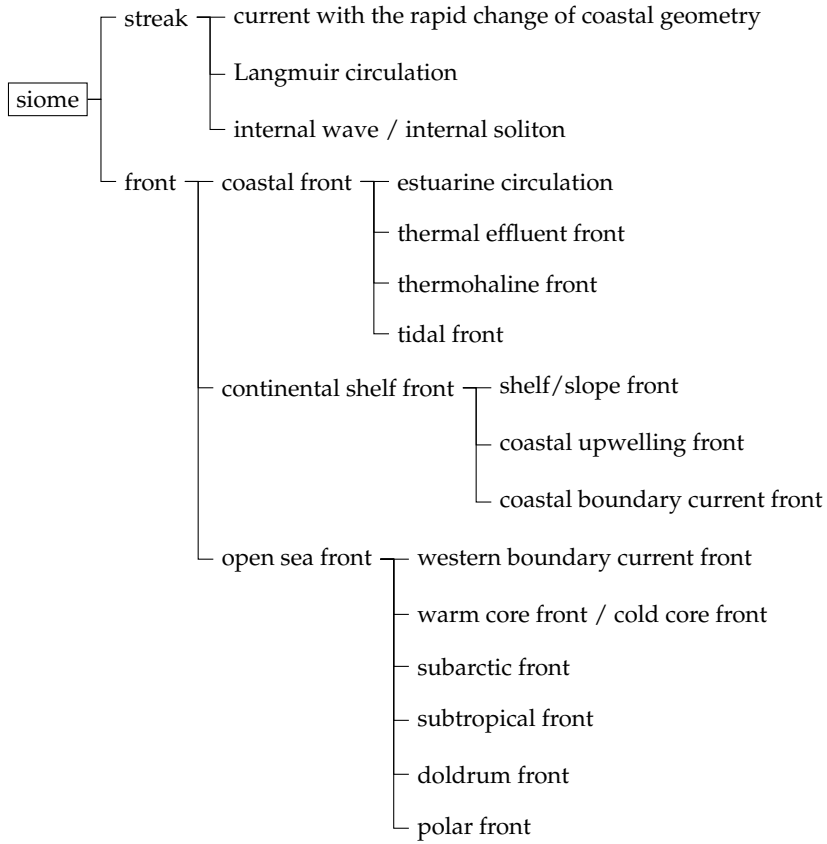 streak
current with the rapid change of coastal geometry
Langmuir circulation
siome
internal wave / internal soliton
front
coastal front
estuarine circulation
thermal effluent front
thermohaline front
tidal front
continental shelf front
shelf/slope front
coastal upwelling front
coastal boundary current front
open sea front
western boundary current front
warm core front / cold core front
subarctic front
subtropical front
doldrum front
polar front